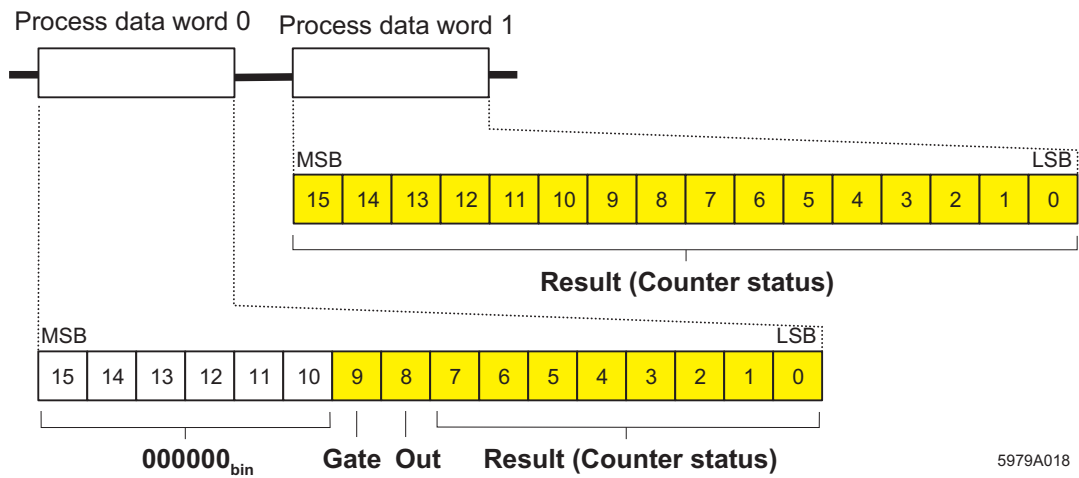 Process data word 0 Process data word 1
MSB LSB
15 14 13 12 11 10 9 8 7 6 5 4 3 2 1 0
Result (Counter status)
MSB LSB
15 14 13 12 11 10 9 8 7 6 5 4 3 2 1 0
000000bin Gate Out Result (Counter status) 5979A018